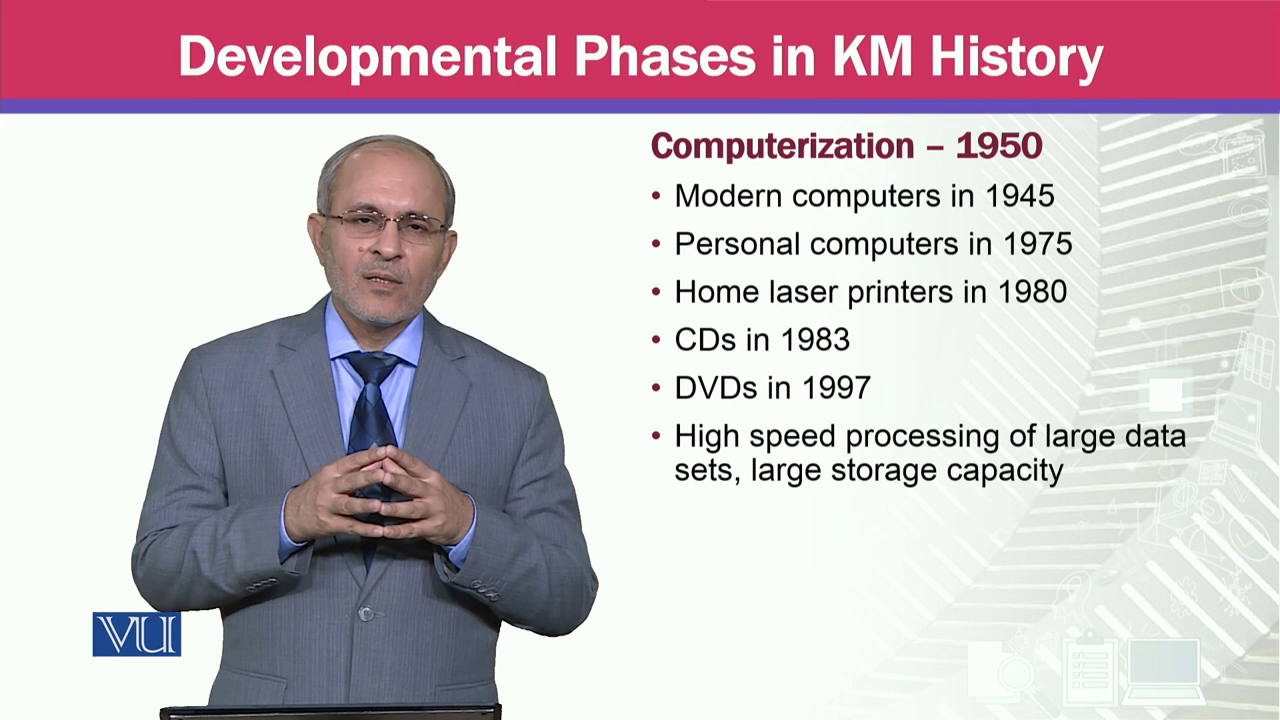 Developmental Phases in KM History
Computerization – 1950
• Modern computers in 1945
• Personal computers in 1975
• Home laser printers in 1980
• CDs in 1983
• DVDs in 1997
• High speed processing of large data
sets, large storage capacity
VU